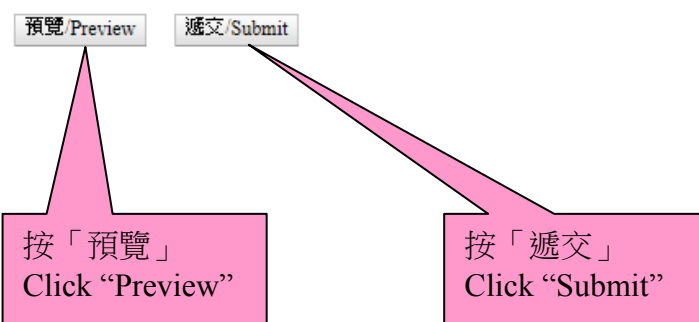 預覽/Preview
遞交/Submit
按「預覽」
Click “Preview”
按「遞交」
Click “Submit”